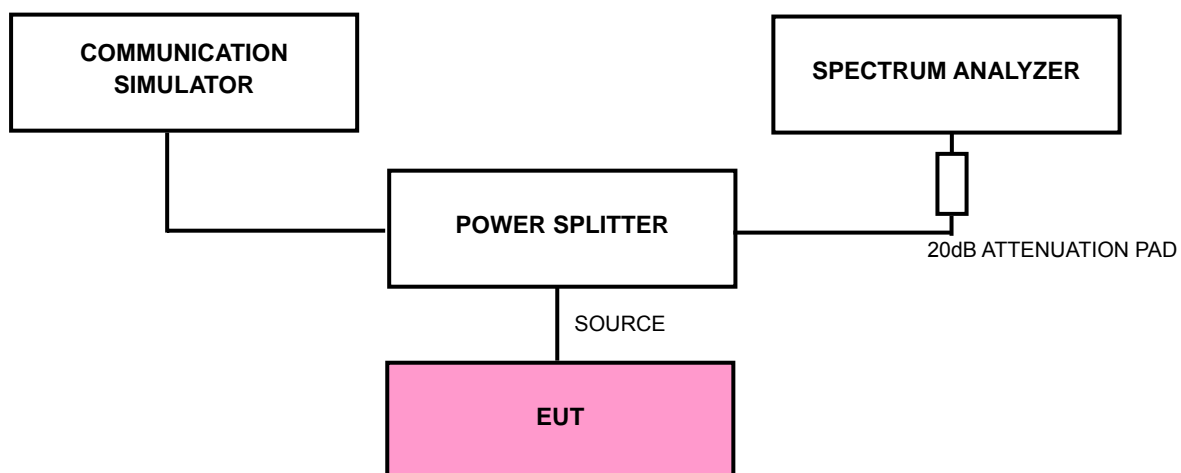 COMMUNICATION
SIMULATOR
SPECTRUM ANALYZER
POWER SPLITTER
20dB ATTENUATION PAD
SOURCE
EUT